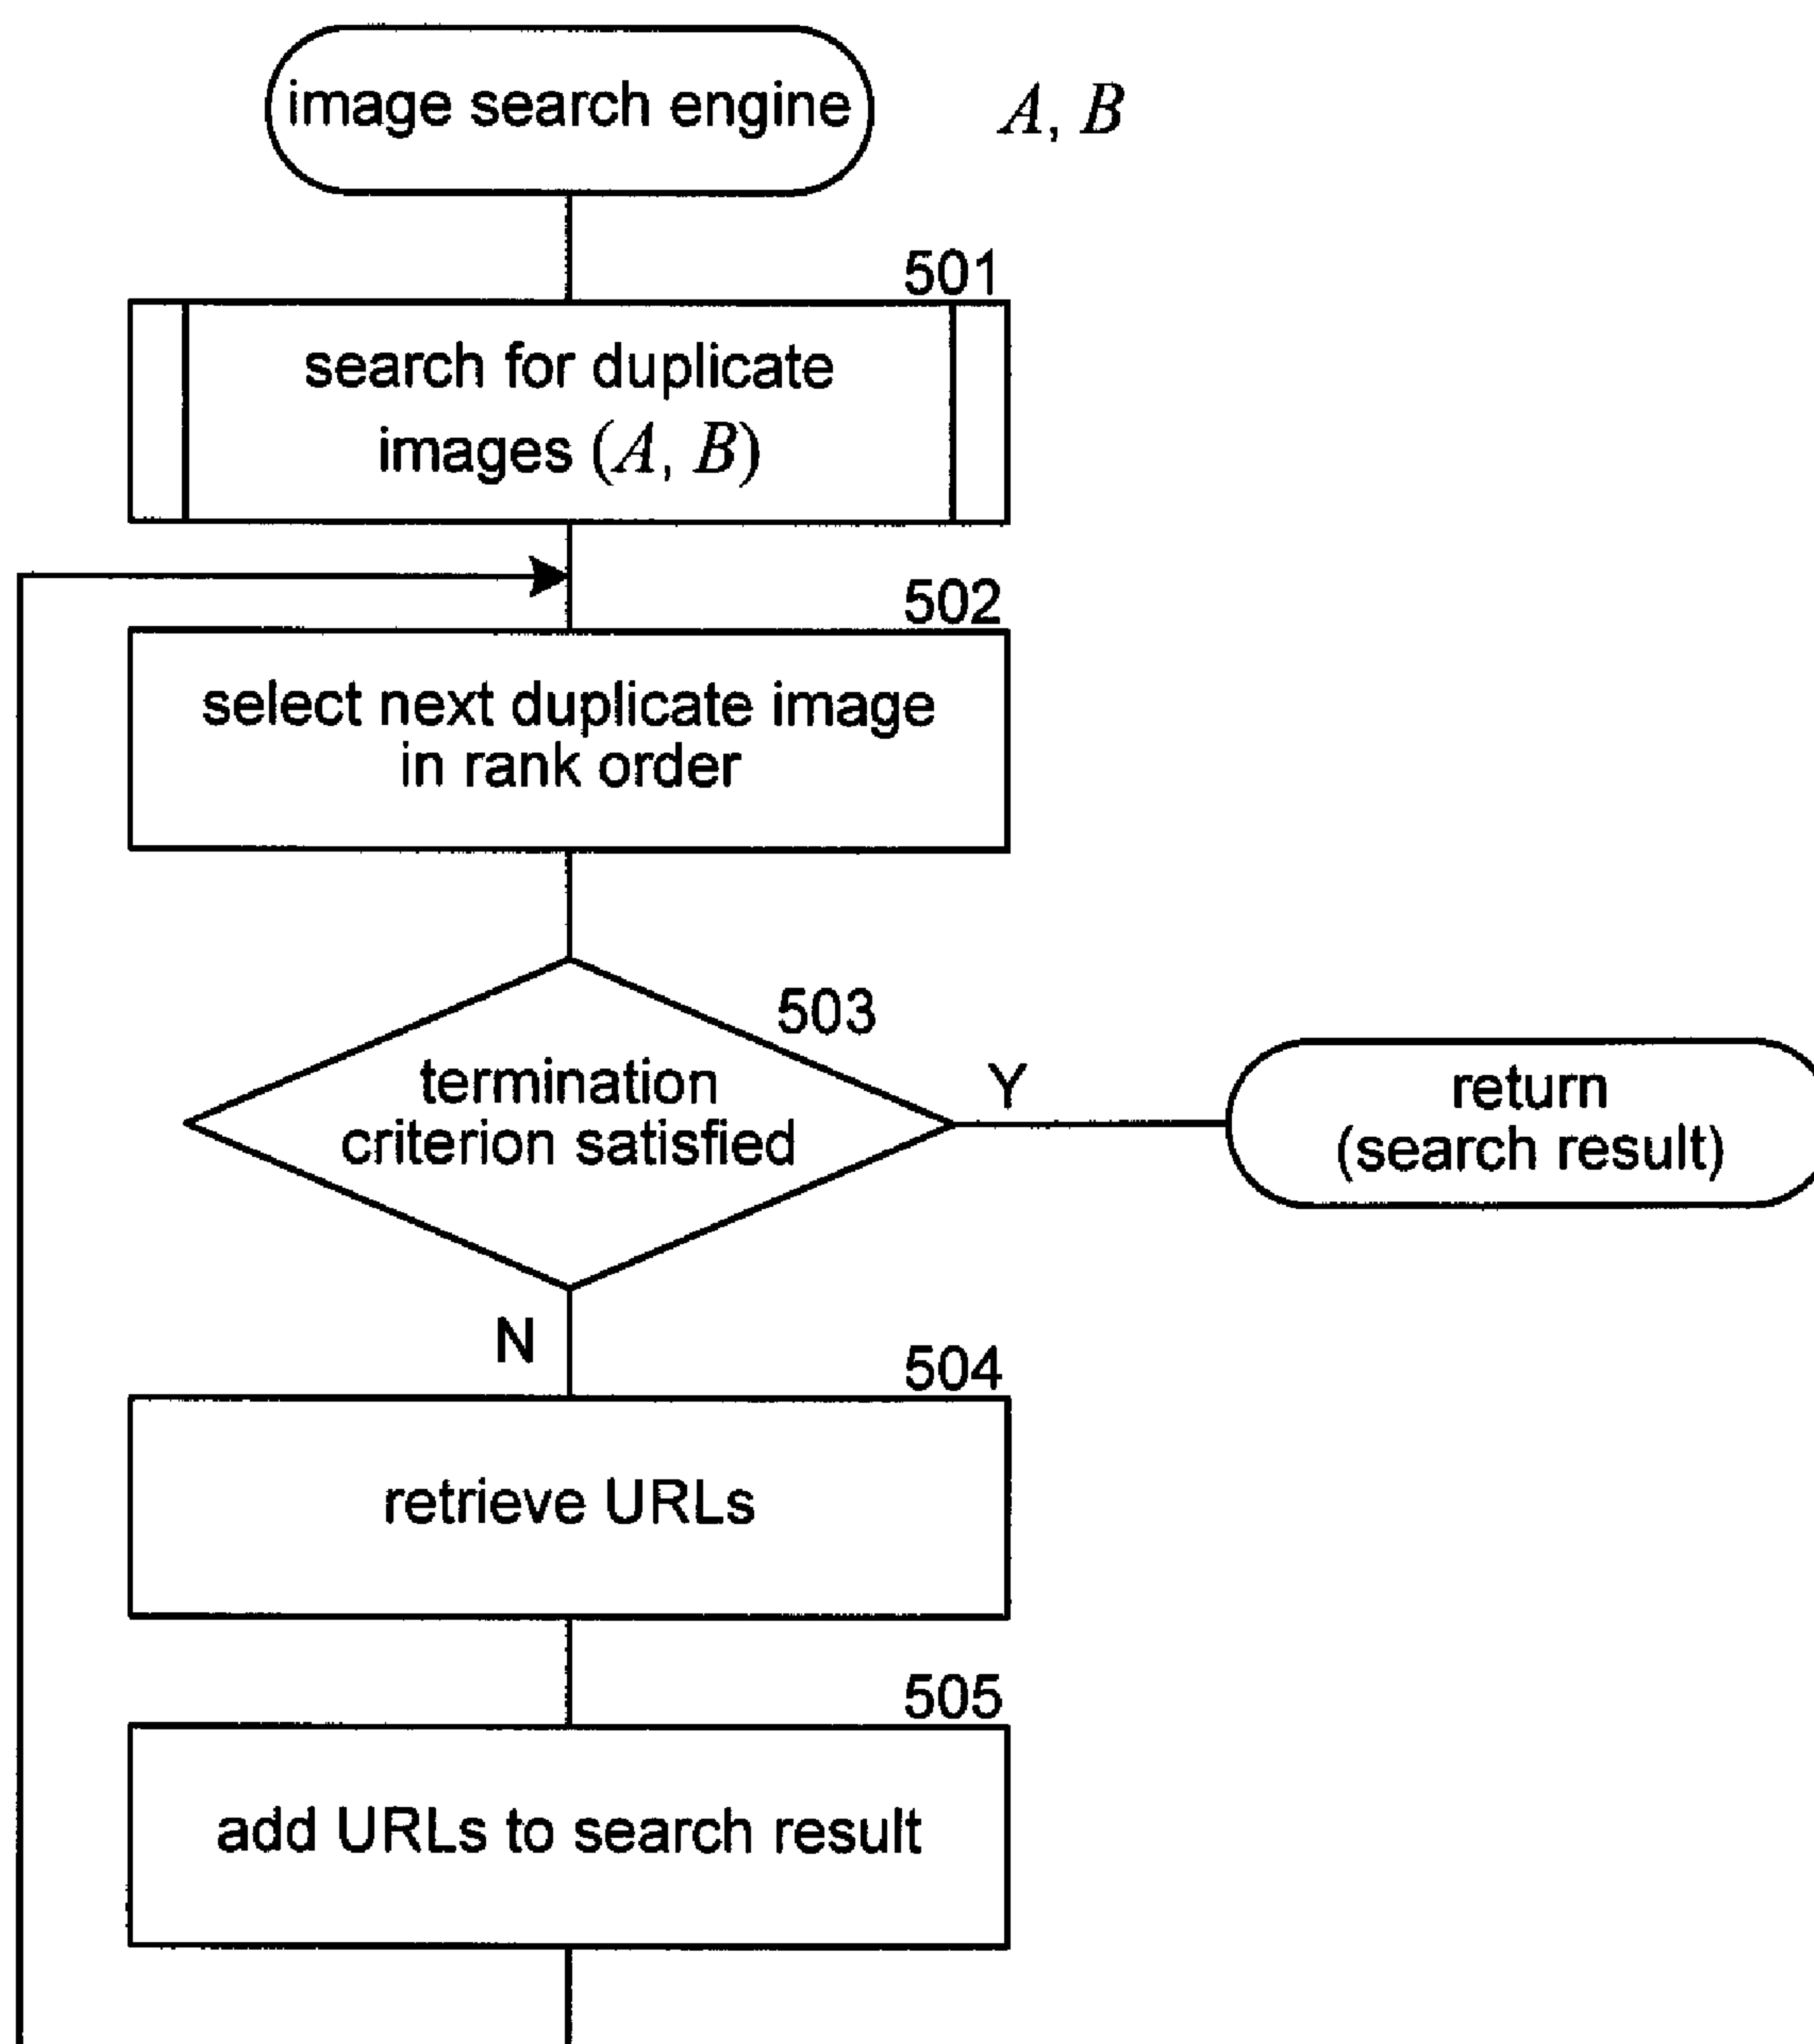 image search engine
A, B
501
search for duplicate
images (A, B)
502
select next duplicate image
in rank order
503
termination
criterion satisfied
Y
return
(search result)
N
504
retrieve URLs
505
add URLs to search result